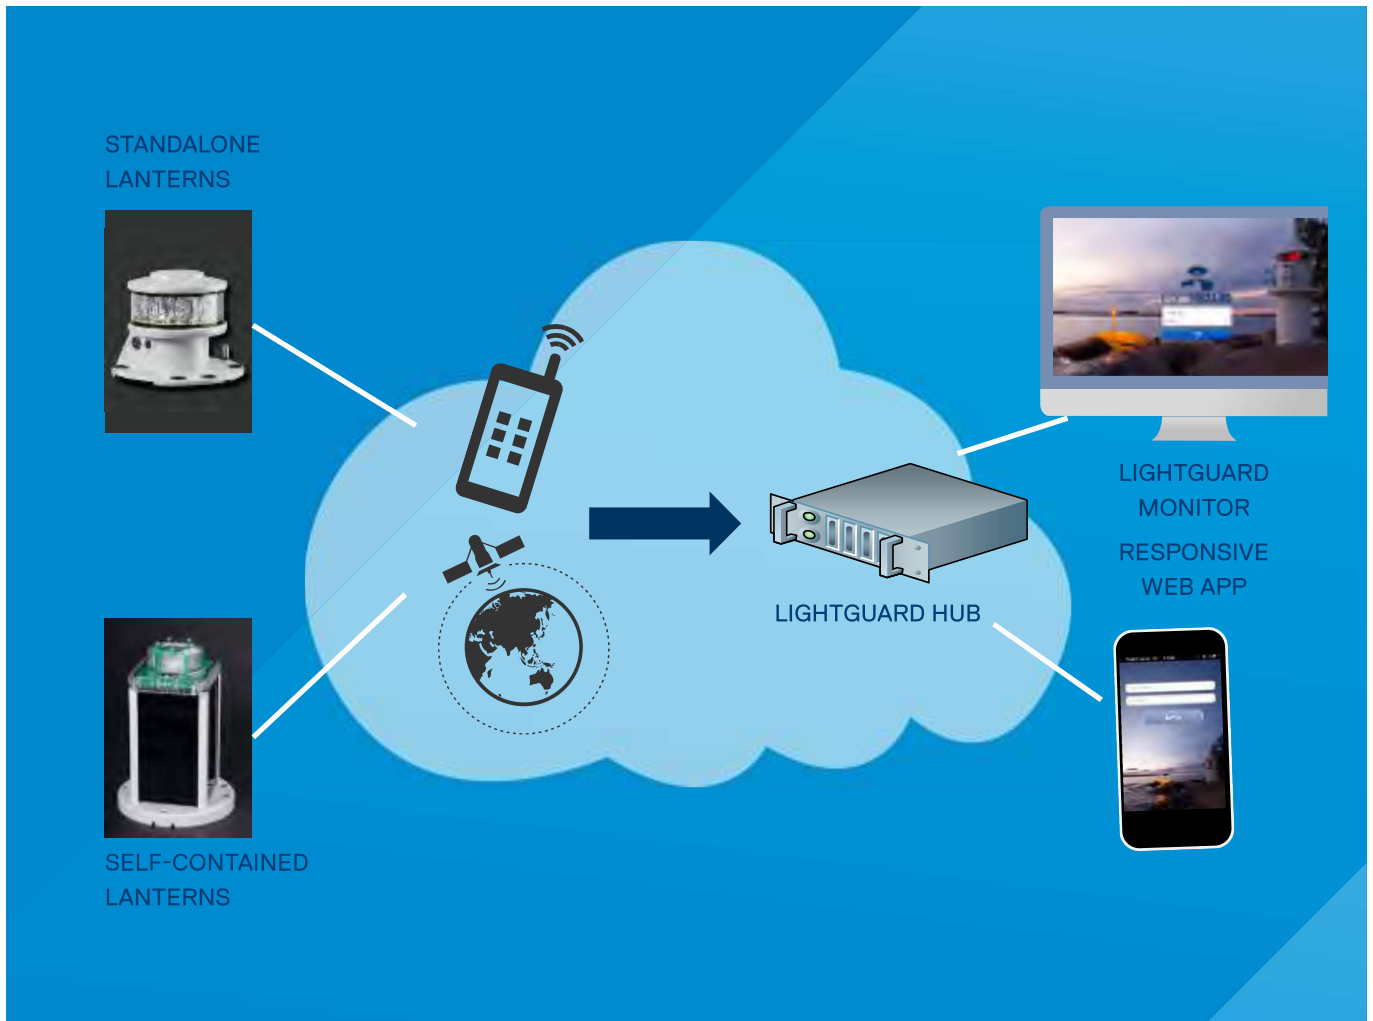 STANDALONE
LANTERNS
LIGHTGUARD
MONITOR
RESPONSIVE
WEB APP
LIGHTGUARD HUB
SELF-CONTAINED
LANTERNS